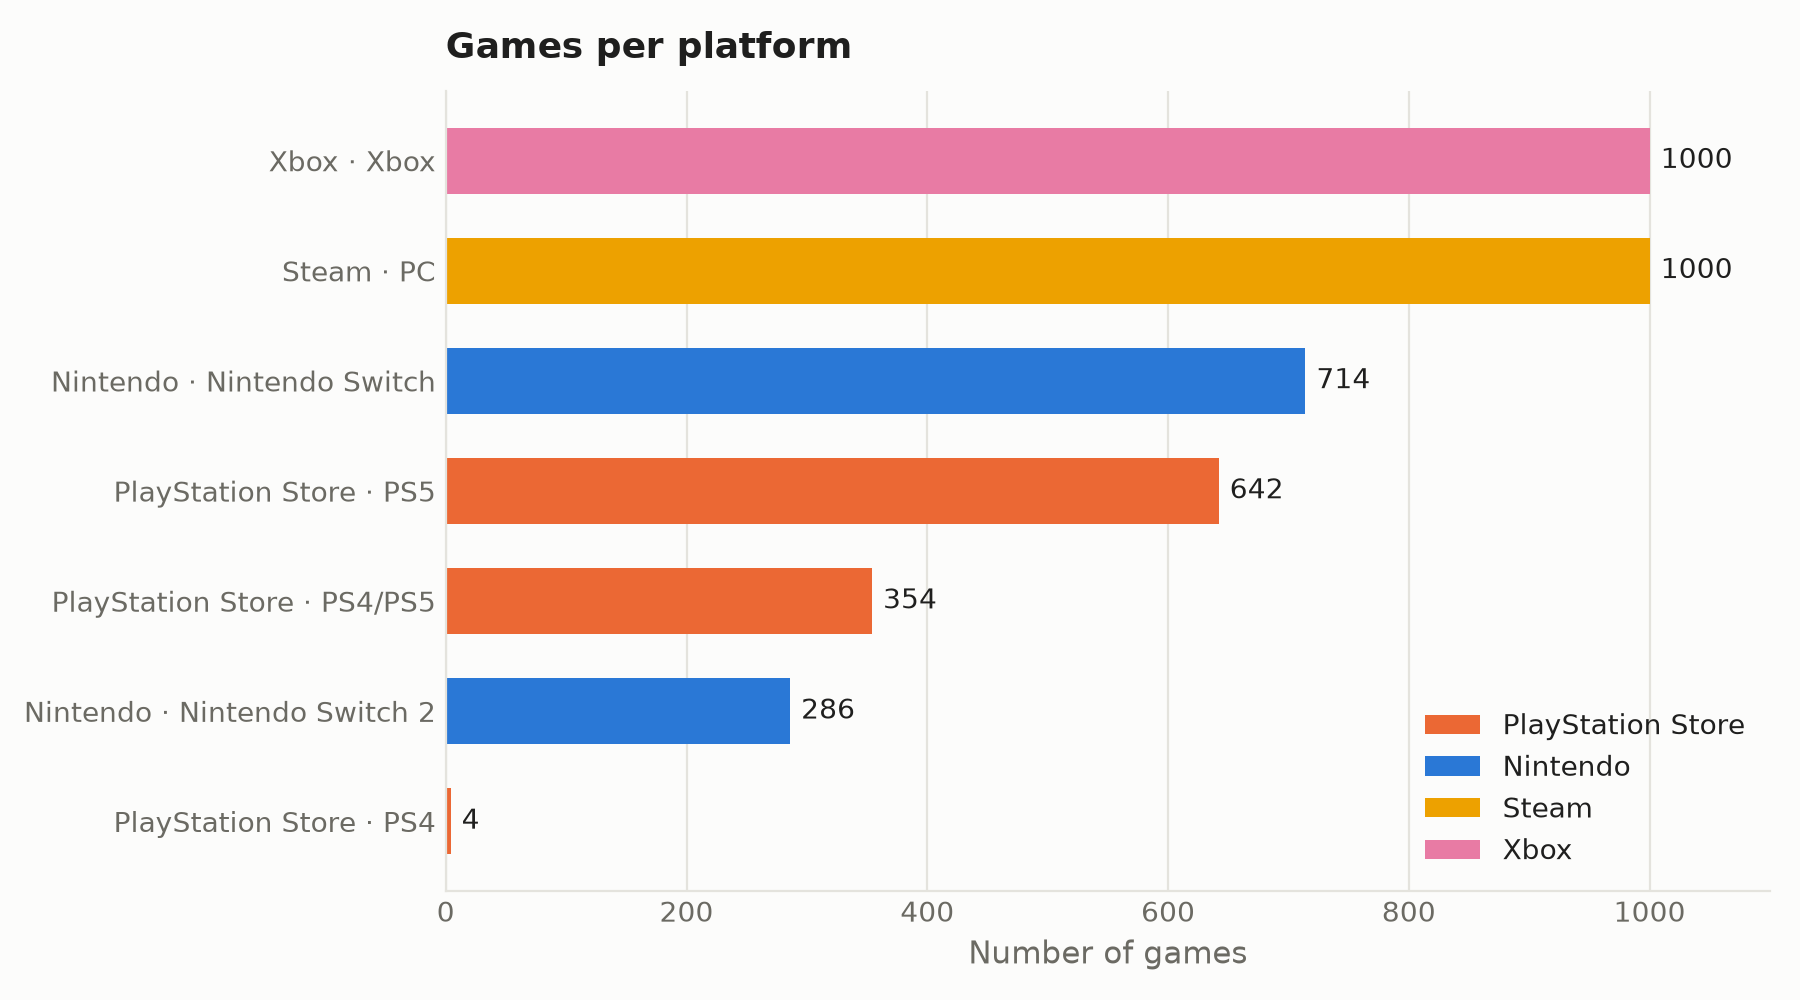 Games per platform
Xbox · Xbox
1000
Steam · PC
1000
Nintendo · Nintendo Switch
714
PlayStation Store · PS5
642
PlayStation Store · PS4/PS5
354
Nintendo · Nintendo Switch 2
286
PlayStation Store · PS4
4
PlayStation Store
Nintendo
Steam
Xbox
0 200 400 600 800 1000
Number of games